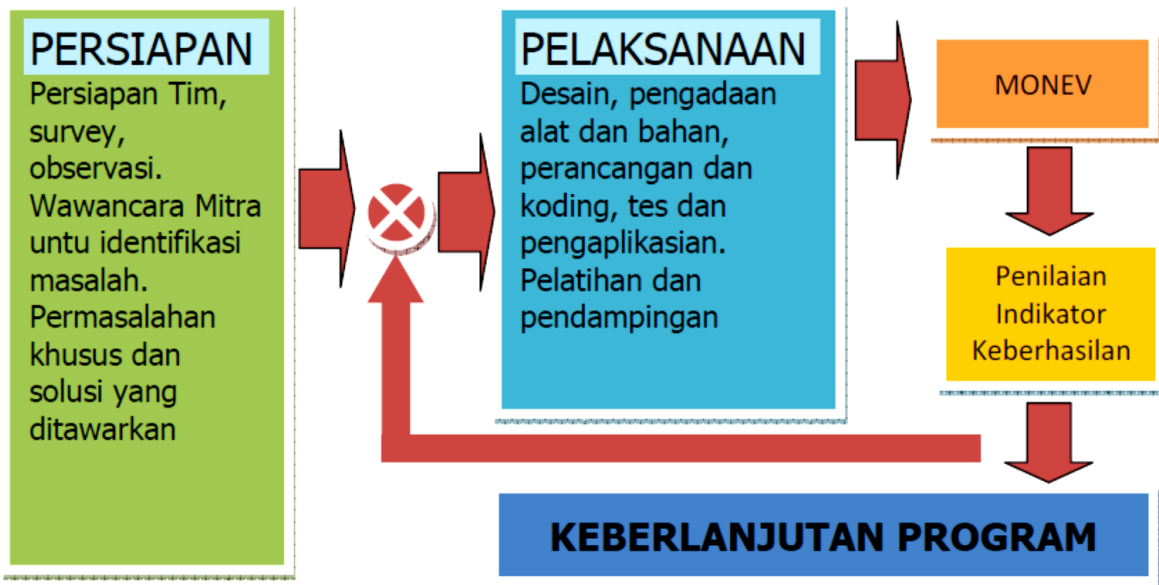 PERSIAPAN
Persiapan Tim,
survey,
observasi.
Wawancara Mitra
untu identifikasi
masalah.
Permasalahan
khusus dan
solusi yang
ditawarkan
PELAKSANAAN
Desain, pengadaan
alat dan bahan,
perancangan dan
koding, tes dan
pengaplikasian.
Pelatihan dan
pendampingan
MONEV
Penilaian
Indikator
Keberhasilan
KEBERLANJUTAN PROGRAM